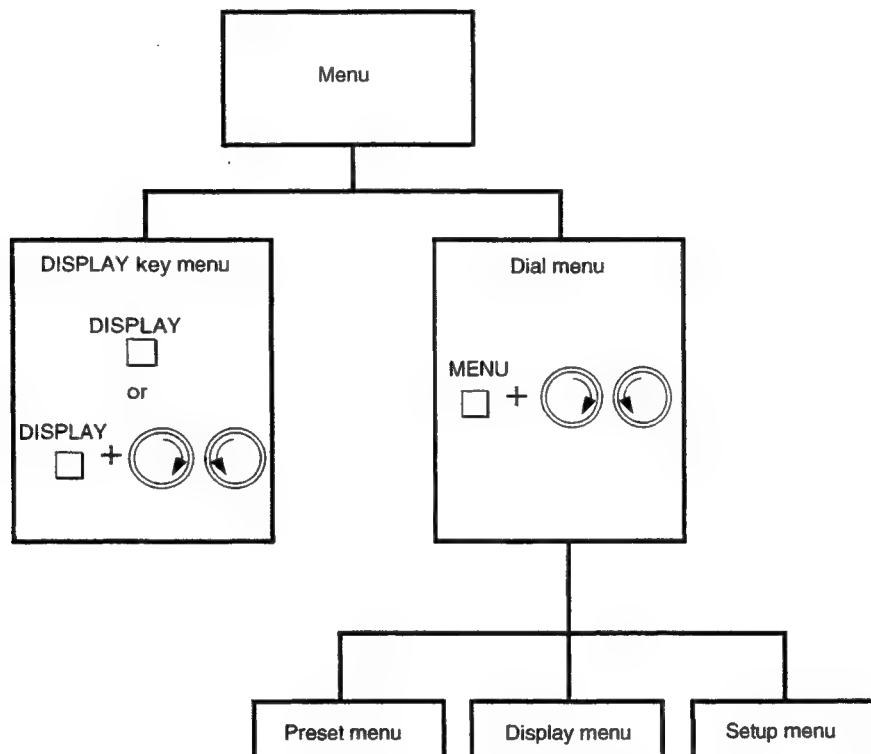 Menu
DISPLAY key menu
DISPLAY
or
DISPLAY
+
Dial menu
MENU
+
Preset menu
Display menu
Setup menu